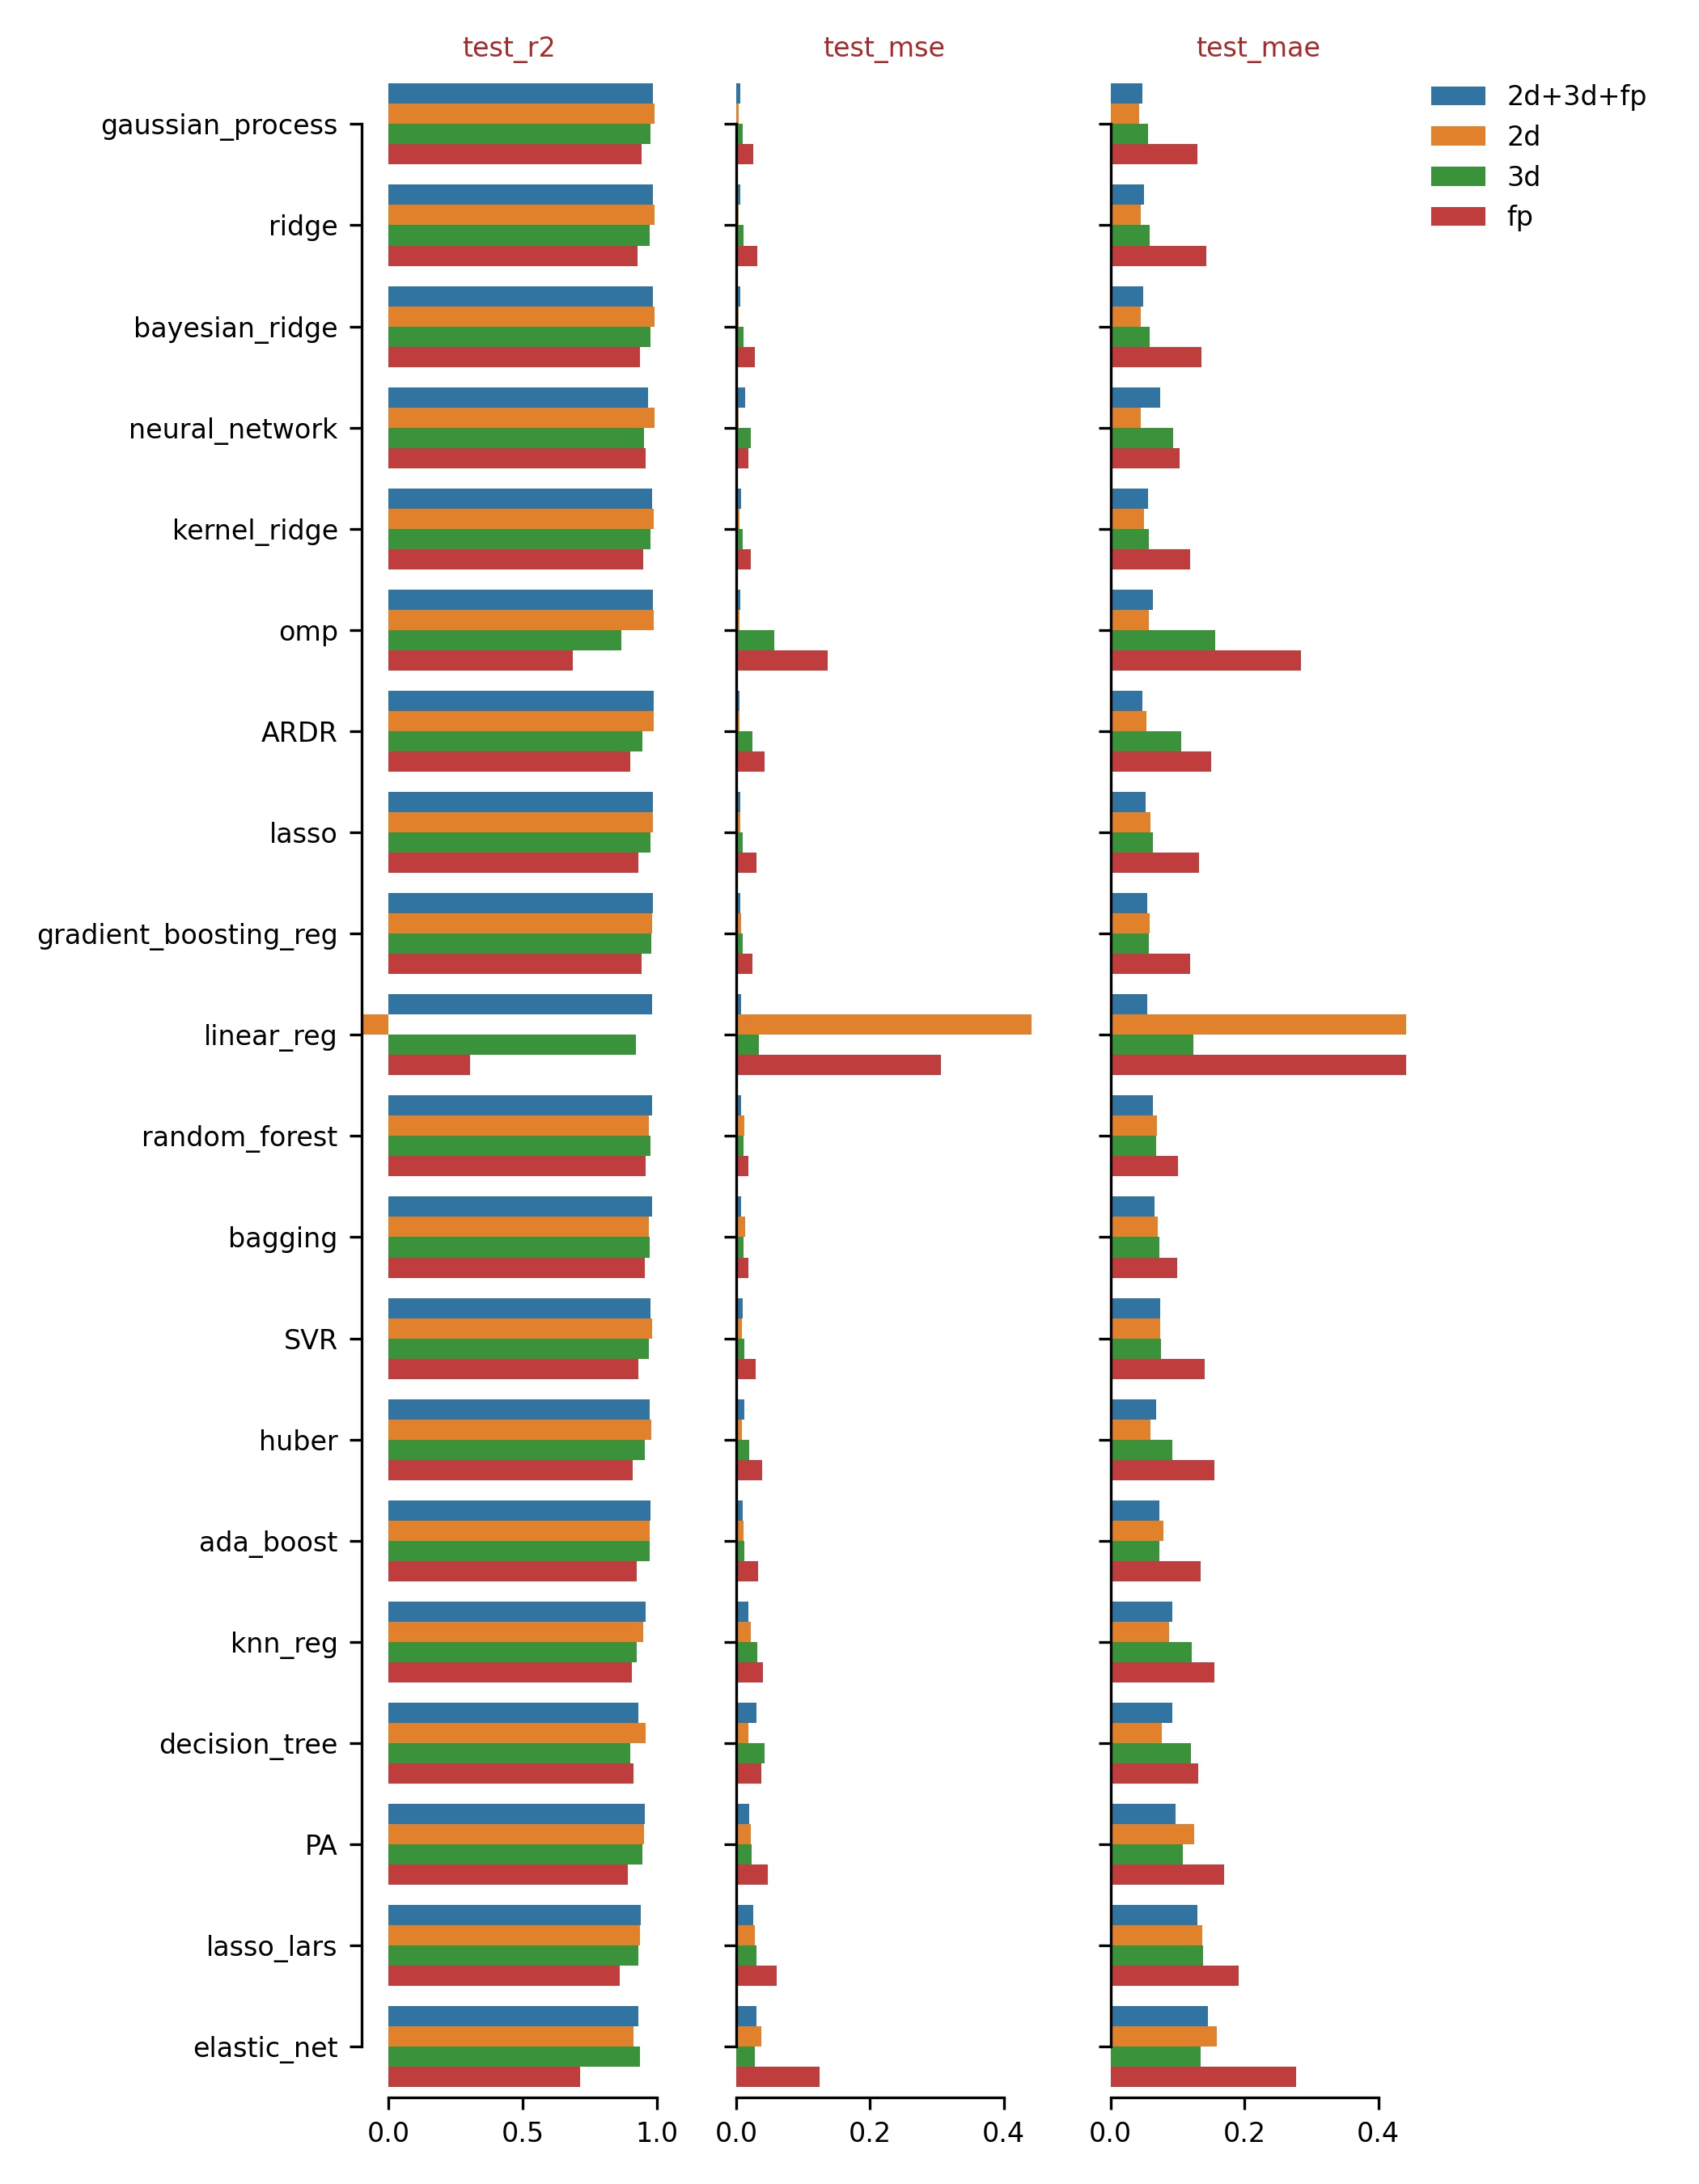 test_r2 test_mse test_mae
2d+3d+fp
2d
3d
fp
gaussian_process
ridge
bayesian_ridge
neural_network
kernel_ridge
omp
ARDR
lasso
gradient_boosting_reg
linear_reg
random_forest
bagging
SVR
huber
ada_boost
knn_reg
decision_tree
PA
lasso_lars
elastic_net
0.0 0.5 1.0 0.0 0.2 0.4 0.0 0.2 0.4